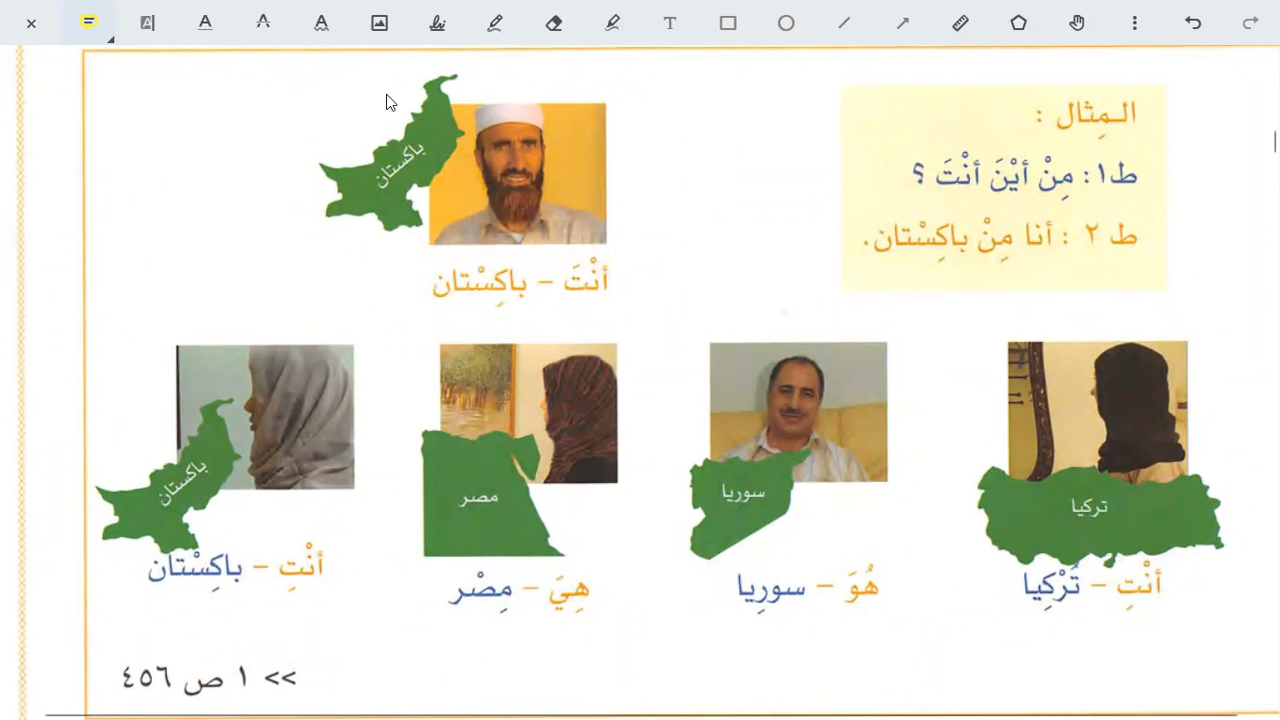 المِثال :
ط١: مِنْ أيْنَ أنْتَ ؟
ط ٢ : أنا مِنْ باكِسْتان.
باكستان
أنْتَ – باكِسْتان
تركيا
أنْتِ – تُرْكِيا
سوريا
هُوَ – سورِيا
مصر
هِيَ – مِصْر
باكستان
أنْتِ – باكِسْتان
>> ١ ص ٤٥٦